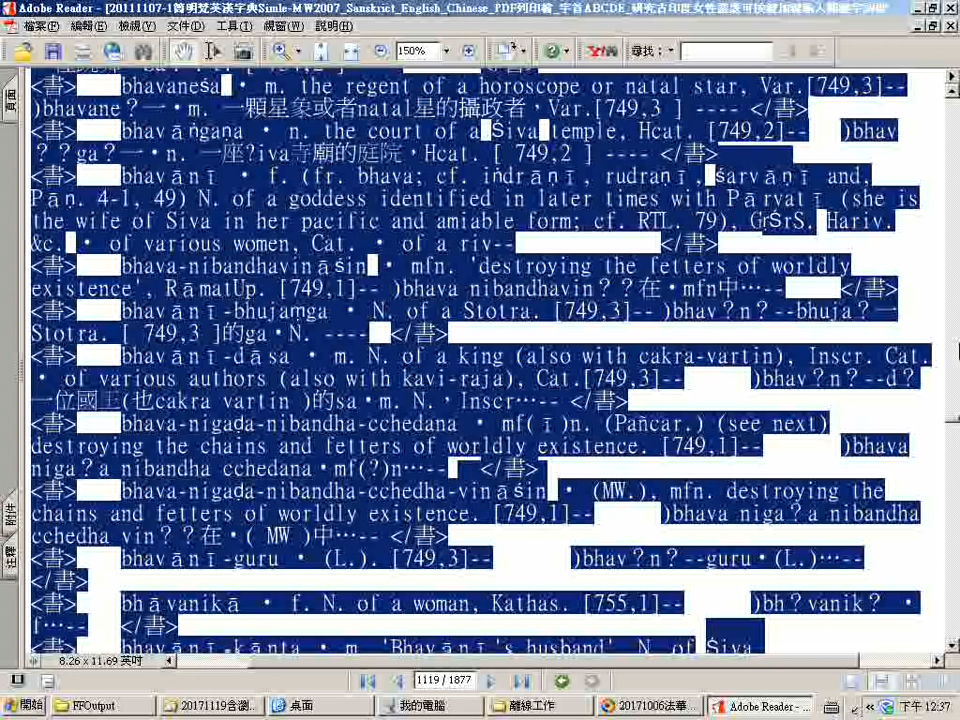 Adobe Reader - [20111107-1簡明梵英漢字典Simle-MW2007_Sanskrict_English_Chinese_PDF列印稿_字首ABCDE_研究古印度女性
檔案(F) 編輯(E) 檢視(V) 文件(D) 工具(T) 視窗(W) 說明(H)
150% 尋找：
<書> bhavaneśa • m. the regent of a horoscope or natal star, Var.[749,3]--
)bhavane？一•m. 一顆星象或者natal星的攝政者，Var.[749,3 ] ---- </書>
<書> bhavāṅgaṇa • n. the court of a Śiva temple, Hcat. [749,2]-- )bhav
？？ga？一•n. 一座?iva寺廟的庭院，Hcat. [ 749,2 ] ---- </書>
<書> bhavānī • f. (fr. bhava; cf. indrāṇī, rudraṇī, śarvāṇī and,
Pāṇ. 4-1, 49) N. of a goddess identified in later times with Pārvatī (she is
the wife of Siva in her pacific and amiable form; cf. RTL. 79), GrŚrS. Hariv.
&c. • of various women, Cat. • of a riv-- </書>
<書> bhava-nibandhavināśin • mfn. 'destroying the fetters of worldly
existence', RāmatUp. [749,1]-- )bhava nibandhavin？？在•mfn中…-- </書>
<書> bhavānī-bhujaṃga • N. of a Stotra. [749,3]-- )bhav？n？--bhuja？一
Stotra. [ 749,3 ]的ga•N. ---- </書>
<書> bhavānī-dāsa • m. N. of a king (also with cakra-vartin), Inscr. Cat.
• of various authors (also with kavi-raja), Cat.[749,3]-- )bhav？n？--d？
一位國王(也cakra vartin )的sa•m. N.，Inscr…-- </書>
<書> bhava-nigaḍa-nibandha-cchedana • mf(ī)n. (Pañcar.) (see next)
destroying the chains and fetters of worldly existence. [749,1]-- )bhava
niga？a nibandha cchedana•mf(?)n…-- </書>
<書> bhava-nigaḍa-nibandha-cchedha-vināśin • (MW.), mfn. destroying the
chains and fetters of worldly existence. [749,1]-- )bhava niga？a nibandha
cchedha vin？？在•( MW )中…-- </書>
<書> bhavānī-guru • (L.). [749,3]-- )bhav？n？--guru•(L.)…--
</書>
<書> bhāvanikā • f. N. of a woman, Kathas. [755,1]-- )bh？vanik？ •
f…-- </書>
<書> bhavānī-kānta • m. 'Bhavānī's husband', N. of Śiva
頁面
附件
注釋
8.26 x 11.69 英吋
1119 / 1877
開始 FFOutput 20171119含瀏... 桌面 我的電腦 離線工作 20171006法華... Adobe Reader - ... 下午 12:37